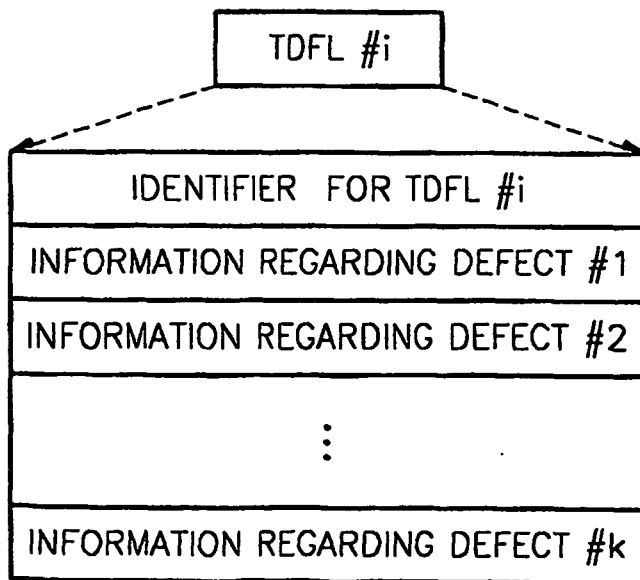 TDFL #i
IDENTIFIER FOR TDFL #i
INFORMATION REGARDING DEFECT #1
INFORMATION REGARDING DEFECT #2
⋮
INFORMATION REGARDING DEFECT #k